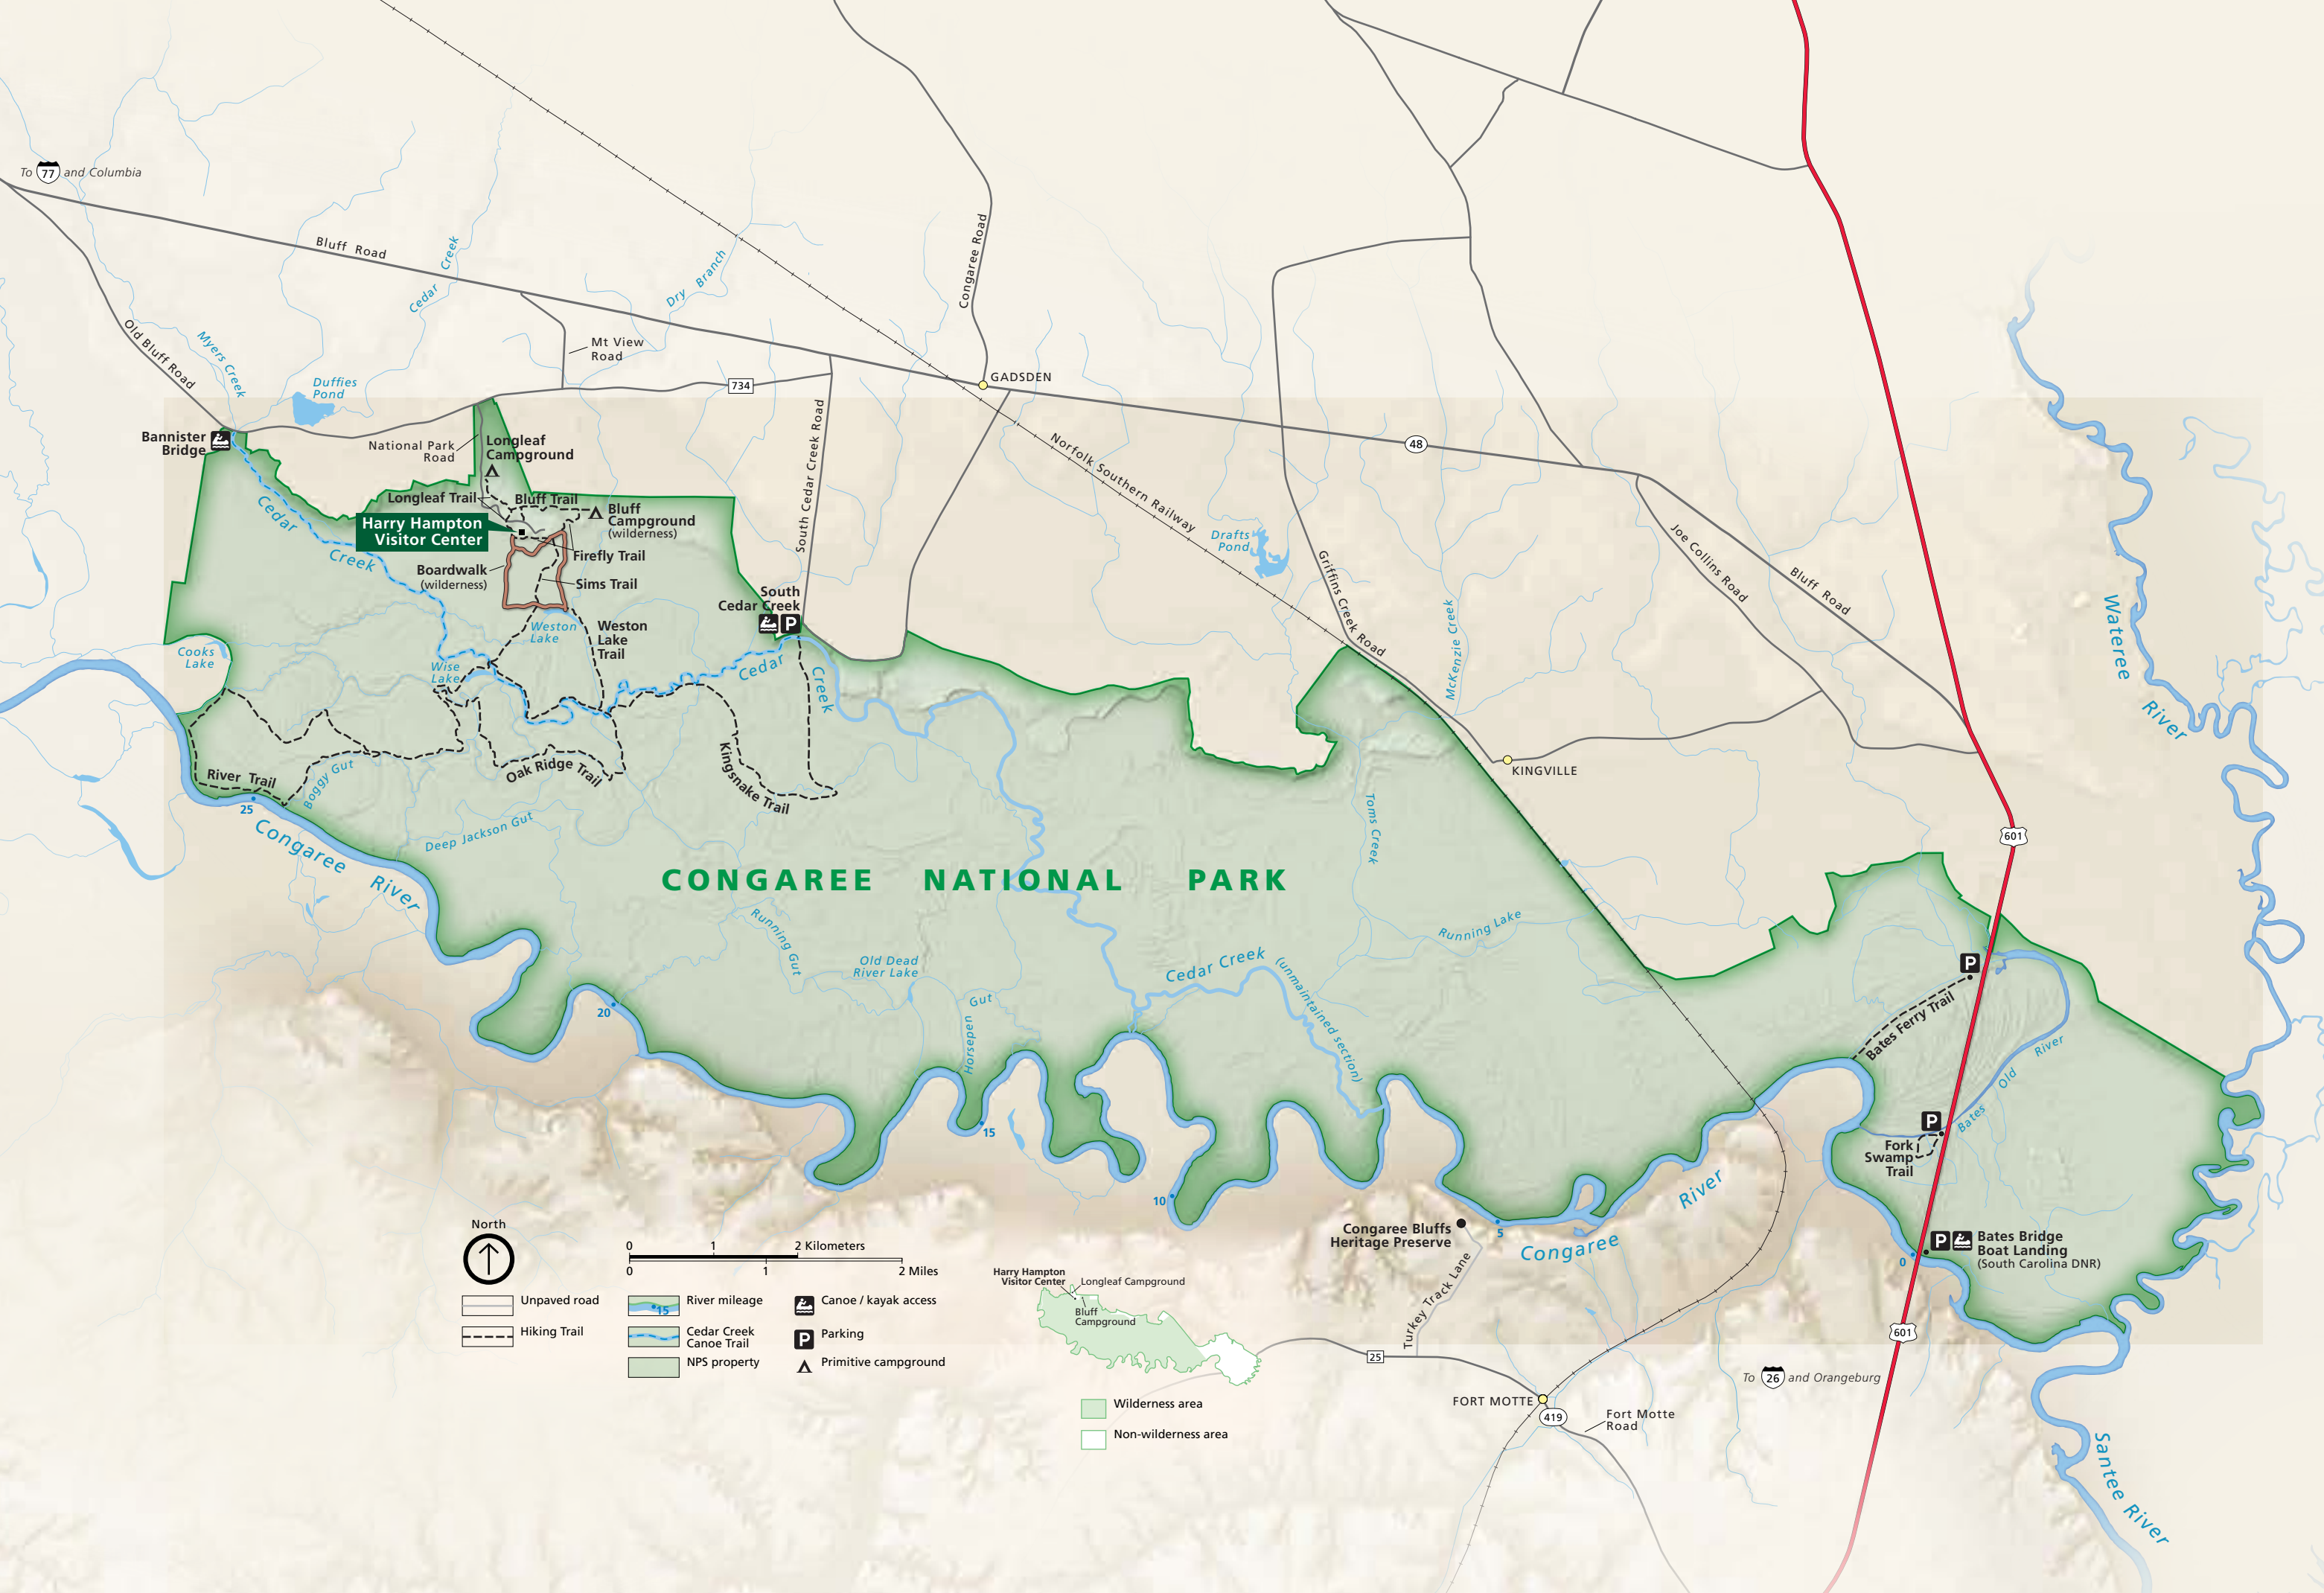 To 77 and Columbia
Bluff Road
Cedar Creek
Dry Branch
Congaree Road
Old Bluff Road
Myers Creek
Duffies
Pond
Mt View
Road
734
GADSDEN
Bannister
Bridge
National Park
Road
Longleaf
Campground
Longleaf Trail
Bluff Trail
Harry Hampton
Visitor Center
Bluff
Campground
(wilderness)
Firefly Trail
Boardwalk
(wilderness)
Sims Trail
Cedar
Creek
South Cedar Creek Road
South
Cedar Creek
P
Weston
Lake
Weston
Lake
Trail
Wise
Lake
Cooks
Lake
Cedar
Creek
Norfolk Southern Railway
48
Drafts
Pond
Griffins Creek Road
McKenzie Creek
Joe Collins Road
Bluff Road
Wateree
River
KINGVILLE
River Trail
Boggy Gut
Oak Ridge Trail
Kingsnake Trail
25
Congaree
River
Deep Jackson Gut
Toms Creek
601
CONGAREE NATIONAL PARK
Running Gut
Old Dead
River Lake
Horsepen Gut
Cedar Creek (unmaintained section)
Running Lake
P
Bates Ferry Trail
Bates Old River
P
Fork
Swamp
Trail
20
15
10
5
0
Congaree Bluffs
Heritage Preserve
Congaree
River
P
Bates Bridge
Boat Landing
(South Carolina DNR)
Turkey Track Lane
25
601
To 26 and Orangeburg
FORT MOTTE
419
Fort Motte
Road
Santee River
North
0 1 2 Kilometers
0 1 2 Miles
Unpaved road
Hiking Trail
15
River mileage
Cedar Creek
Canoe Trail
NPS property
Canoe / kayak access
P
Parking
Primitive campground
Harry Hampton
Visitor Center
Longleaf Campground
Bluff
Campground
Wilderness area
Non-wilderness area